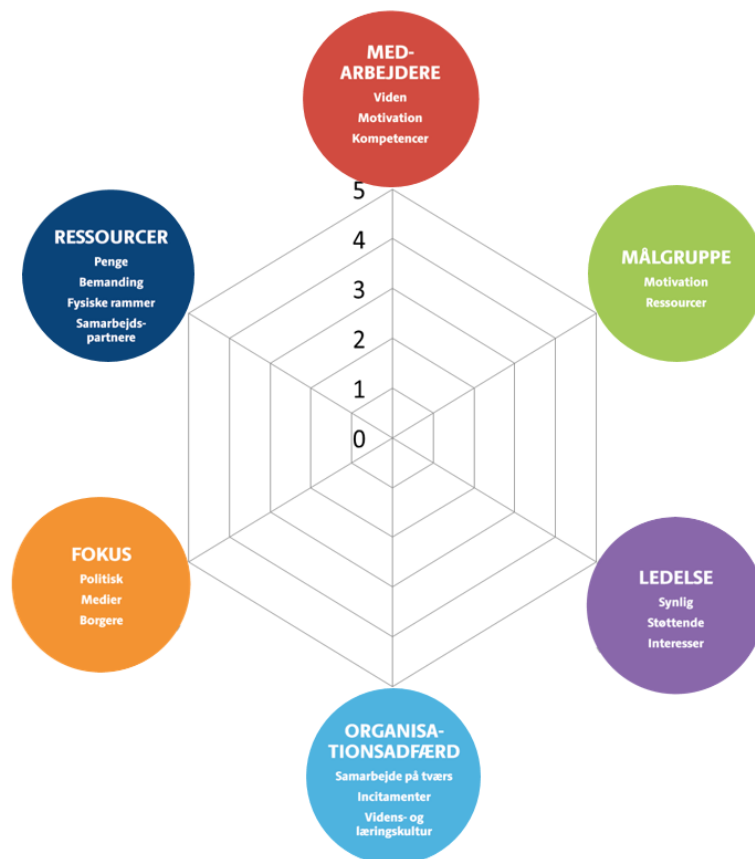 MED-
ARBEJDERE
Viden
Motivation
Kompetencer
5
4
3
2
1
0
RESSOURCER
Penge
Bemanding
Fysiske rammer
Samarbejds-
partnere
MÅLGRUPPE
Motivation
Ressourcer
FOKUS
Politisk
Medier
Borgere
LEDELSE
Synlig
Støttende
Interesser
ORGANISA-
TIONSADFÆRD
Samarbejde på tværs
Incitamenter
Videns- og
læringskultur